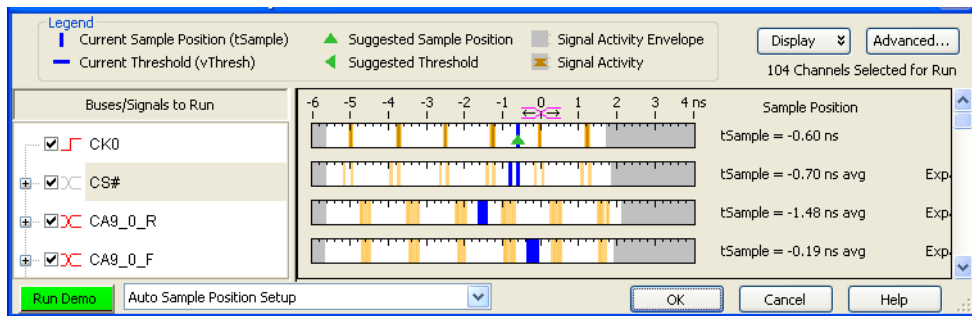 Legend
Current Sample Position (tSample) Suggested Sample Position Signal Activity Envelope
Current Threshold (vThresh) Suggested Threshold Signal Activity
Display Advanced...
104 Channels Selected for Run
Buses/Signals to Run
-6 -5 -4 -3 -2 -1 0 1 2 3 4 ns
Sample Position
CK0
tSample = -0.60 ns
CS#
tSample = -0.70 ns avg Exp
CA9_0_R
tSample = -1.48 ns avg Exp
CA9_0_F
tSample = -0.19 ns avg Exp
Run Demo Auto Sample Position Setup OK Cancel Help